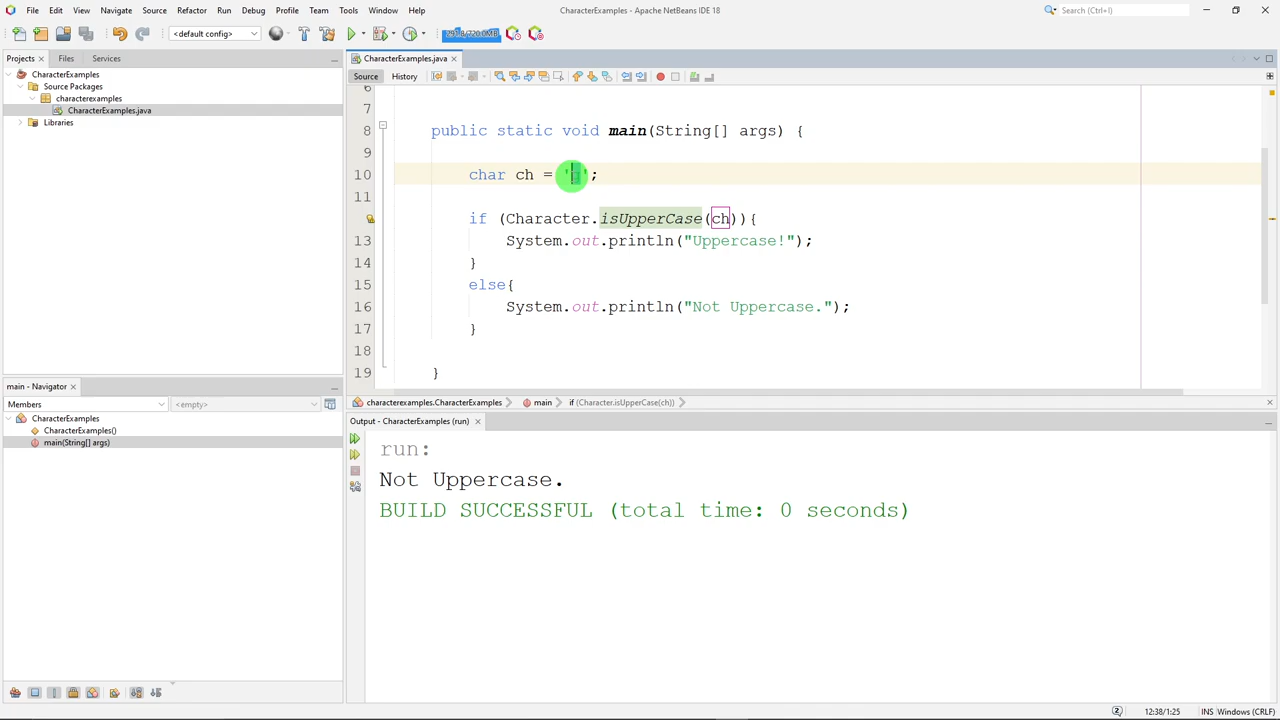 File Edit View Navigate Source Refactor Run Debug Profile Team Tools Window Help
CharacterExamples - Apache NetBeans IDE 18
Search (Ctrl+I)
<default config>
Projects
Files
Services
CharacterExamples
Source Packages
characterexamples
CharacterExamples.java
Libraries
CharacterExamples.java
Source
History
6
7
8 public static void main(String[] args) {
9
10 char ch = ' ';
11
if (Character.isUpperCase(ch)){
13 System.out.println("Uppercase!");
14 }
15 else{
16 System.out.println("Not Uppercase.");
17 }
18
19 }
characterexamples.CharacterExamples
main
if (Character.isUpperCase(ch))
main - Navigator
Members
<empty>
CharacterExamples
CharacterExamples()
main(String[] args)
Output - CharacterExamples (run)
run:
Not Uppercase.
BUILD SUCCESSFUL (total time: 0 seconds)
2
12:38/1:25
INS
Windows (CRLF)